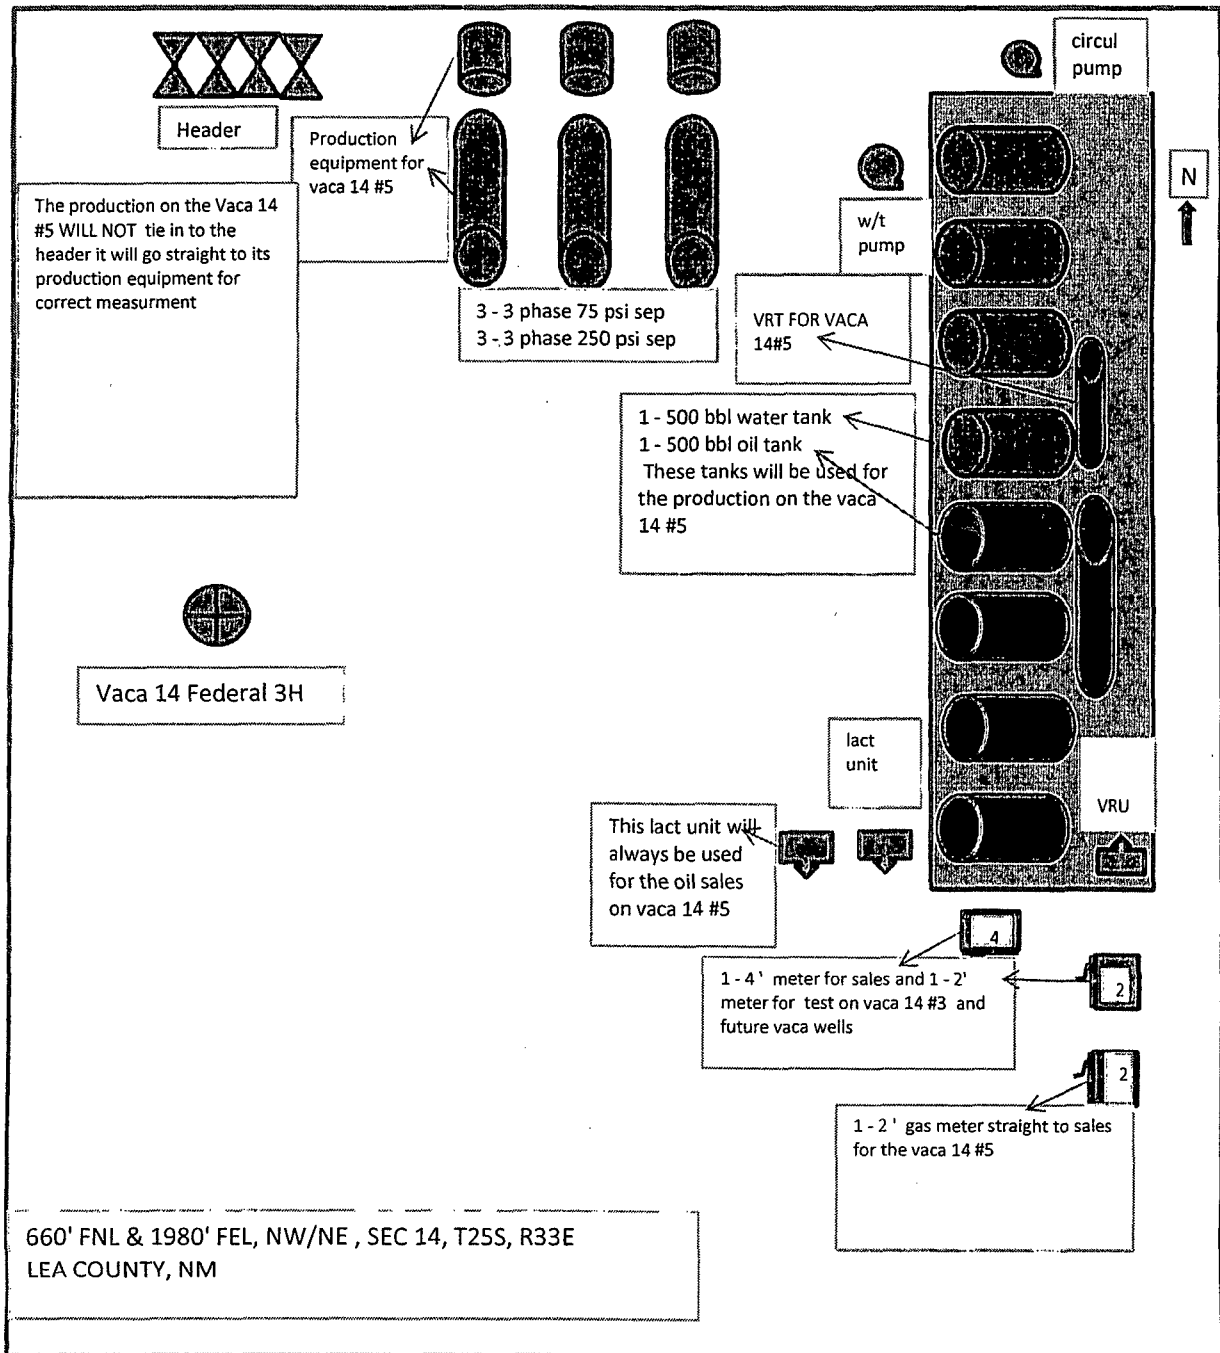 circul
pump
Header
Production
equipment for
vaca 14 #5
N
The production on the Vaca 14
#5 WILL NOT tie in to the
header it will go straight to its
production equipment for
correct measurment
w/t
pump
3 - 3 phase 75 psi sep
3 - 3 phase 250 psi sep
VRT FOR VACA
14#5
1 - 500 bbl water tank
1 - 500 bbl oil tank
These tanks will be used for
the production on the vaca
14 #5
Vaca 14 Federal 3H
lact
unit
VRU
This lact unit will
always be used
for the oil sales
on vaca 14 #5
4
1 - 4' meter for sales and 1 - 2'
meter for test on vaca 14 #3 and
future vaca wells
2
2
1 - 2 ' gas meter straight to sales
for the vaca 14 #5
660' FNL & 1980' FEL, NW/NE , SEC 14, T25S, R33E
LEA COUNTY, NM